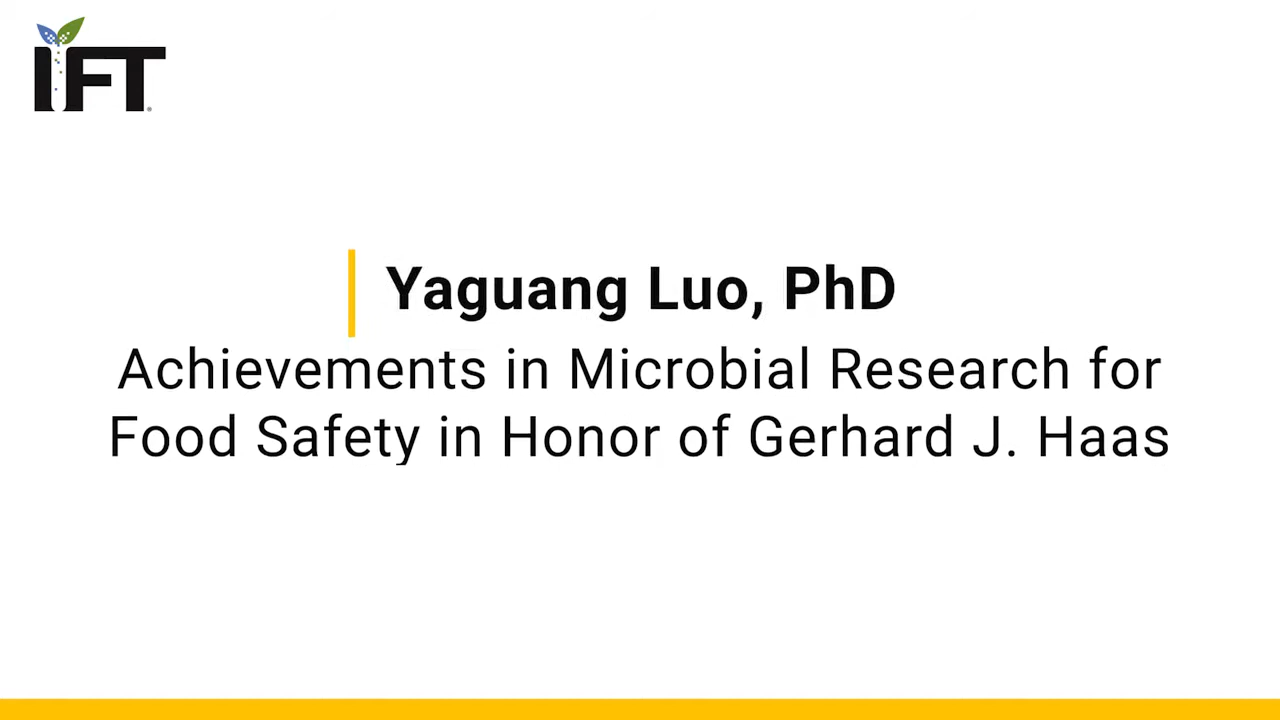 IFT
Yaguang Luo, PhD
Achievements in Microbial Research for
Food Safety in Honor of Gerhard J. Haas